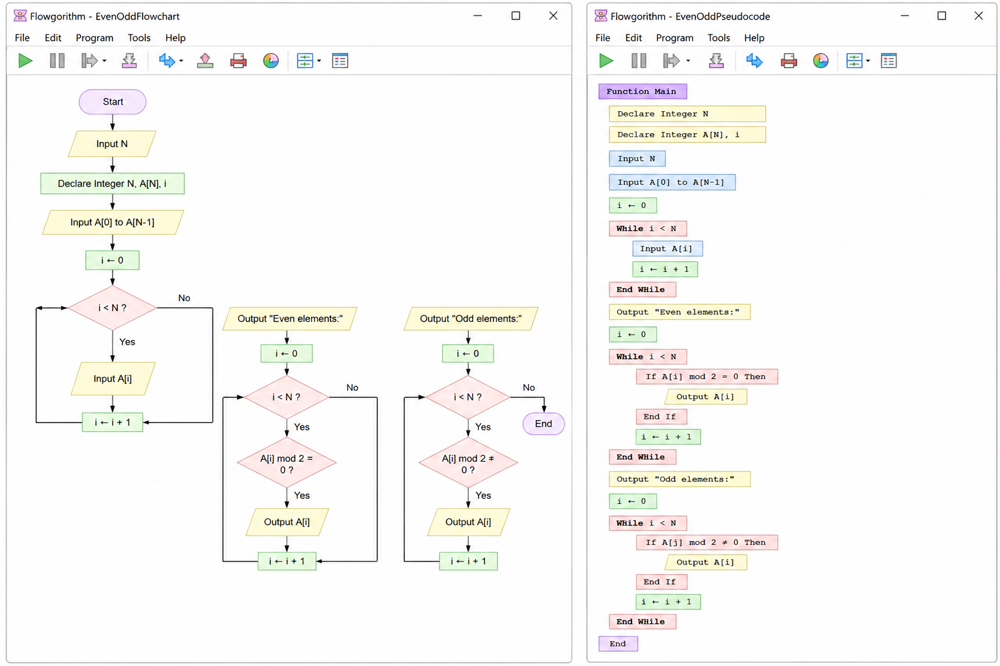 Flowgorithm - EvenOddFlowchart
File Edit Program Tools Help
Start
Input N
Declare Integer N, A[N], i
Input A[0] to A[N-1]
i ← 0
i < N ?
No
Yes
Input A[i]
i ← i + 1
Output "Even elements:"
i ← 0
i < N ?
No
Yes
A[i] mod 2 =
0 ?
Yes
Output A[i]
i ← i + 1
Output "Odd elements:"
i ← 0
i < N ?
No
End
Yes
A[i] mod 2 ≠
0 ?
Yes
Output A[i]
i ← i + 1
Flowgorithm - EvenOddPseudocode
File Edit Program Tools Help
Function Main
Declare Integer N
Declare Integer A[N], i
Input N
Input A[0] to A[N-1]
i ← 0
While i < N
Input A[i]
i ← i + 1
End WHile
Output "Even elements:"
i ← 0
While i < N
If A[i] mod 2 = 0 Then
Output A[i]
End If
i ← i + 1
End WHile
Output "Odd elements:"
i ← 0
WHile i < N
If A[j] mod 2 ≠ 0 Then
Output A[i]
End If
i ← i + 1
End WHile
End